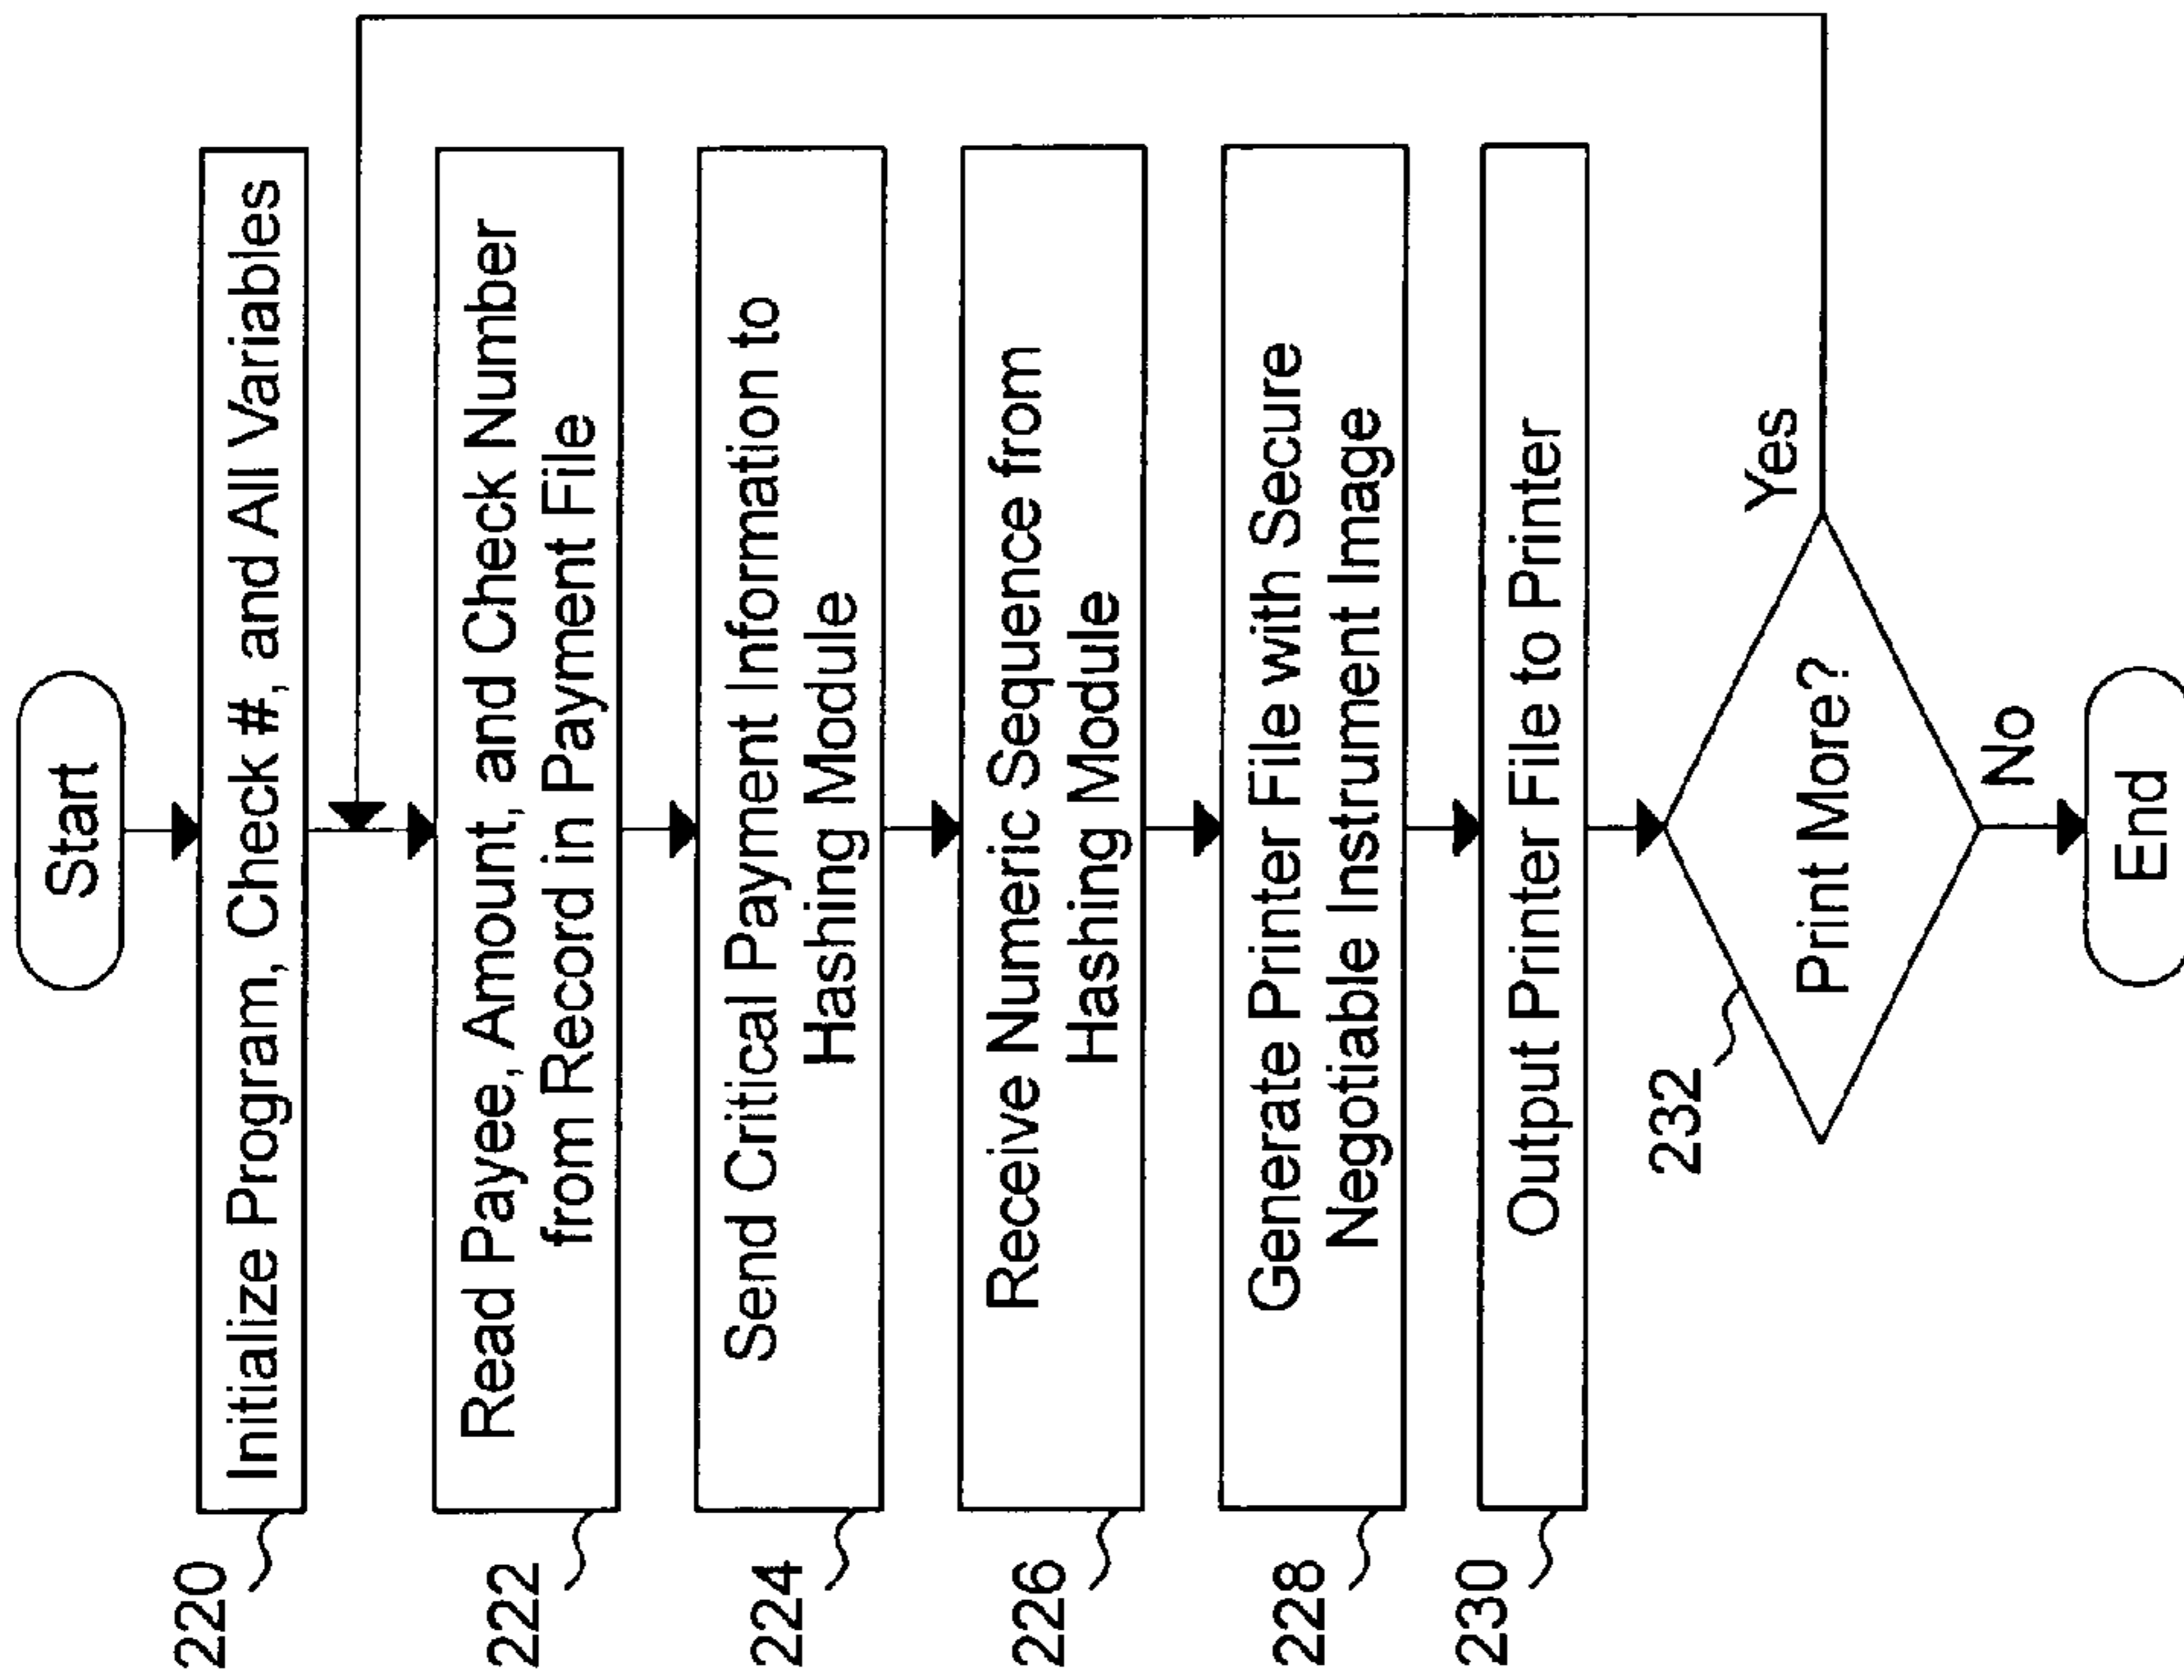 Start
220
Initialize Program, Check #, and All Variables
222
Read Payee, Amount, and Check Number
from Record in Payment File
224
Send Critical Payment Information to
Hashing Module
226
Receive Numeric Sequence from
Hashing Module
228
Generate Printer File with Secure
Negotiable Instrument Image
230
Output Printer File to Printer
232
Print More?
Yes
No
End